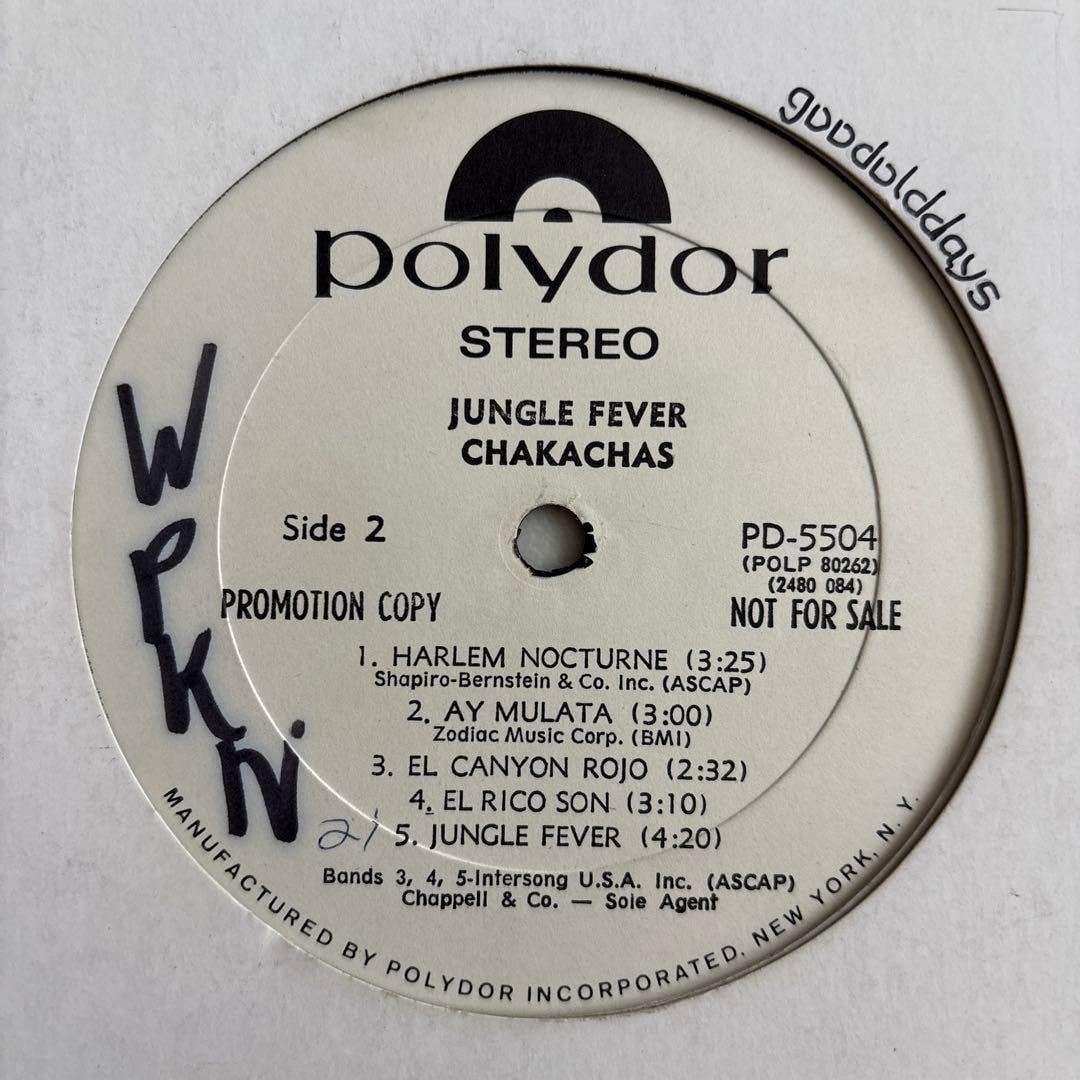 goodolddays
polydor
STEREO
JUNGLE FEVER
CHAKACHAS
Side 2
PD-5504
(POLP 80262)
(2480 084)
PROMOTION COPY
NOT FOR SALE
WPKN
1. HARLEM NOCTURNE (3:25)
Shapiro-Bernstein & Co. Inc. (ASCAP)
2. AY MULATA (3:00)
Zodiac Music Corp. (BMI)
3. EL CANYON ROJO (2:32)
4. EL RICO SON (3:10)
21
5. JUNGLE FEVER (4:20)
Bands 3, 4, 5-Intersong U.S.A. Inc. (ASCAP)
Chappell & Co. — Sole Agent
MANUFACTURED BY POLYDOR INCORPORATED, NEW YORK, N. Y.